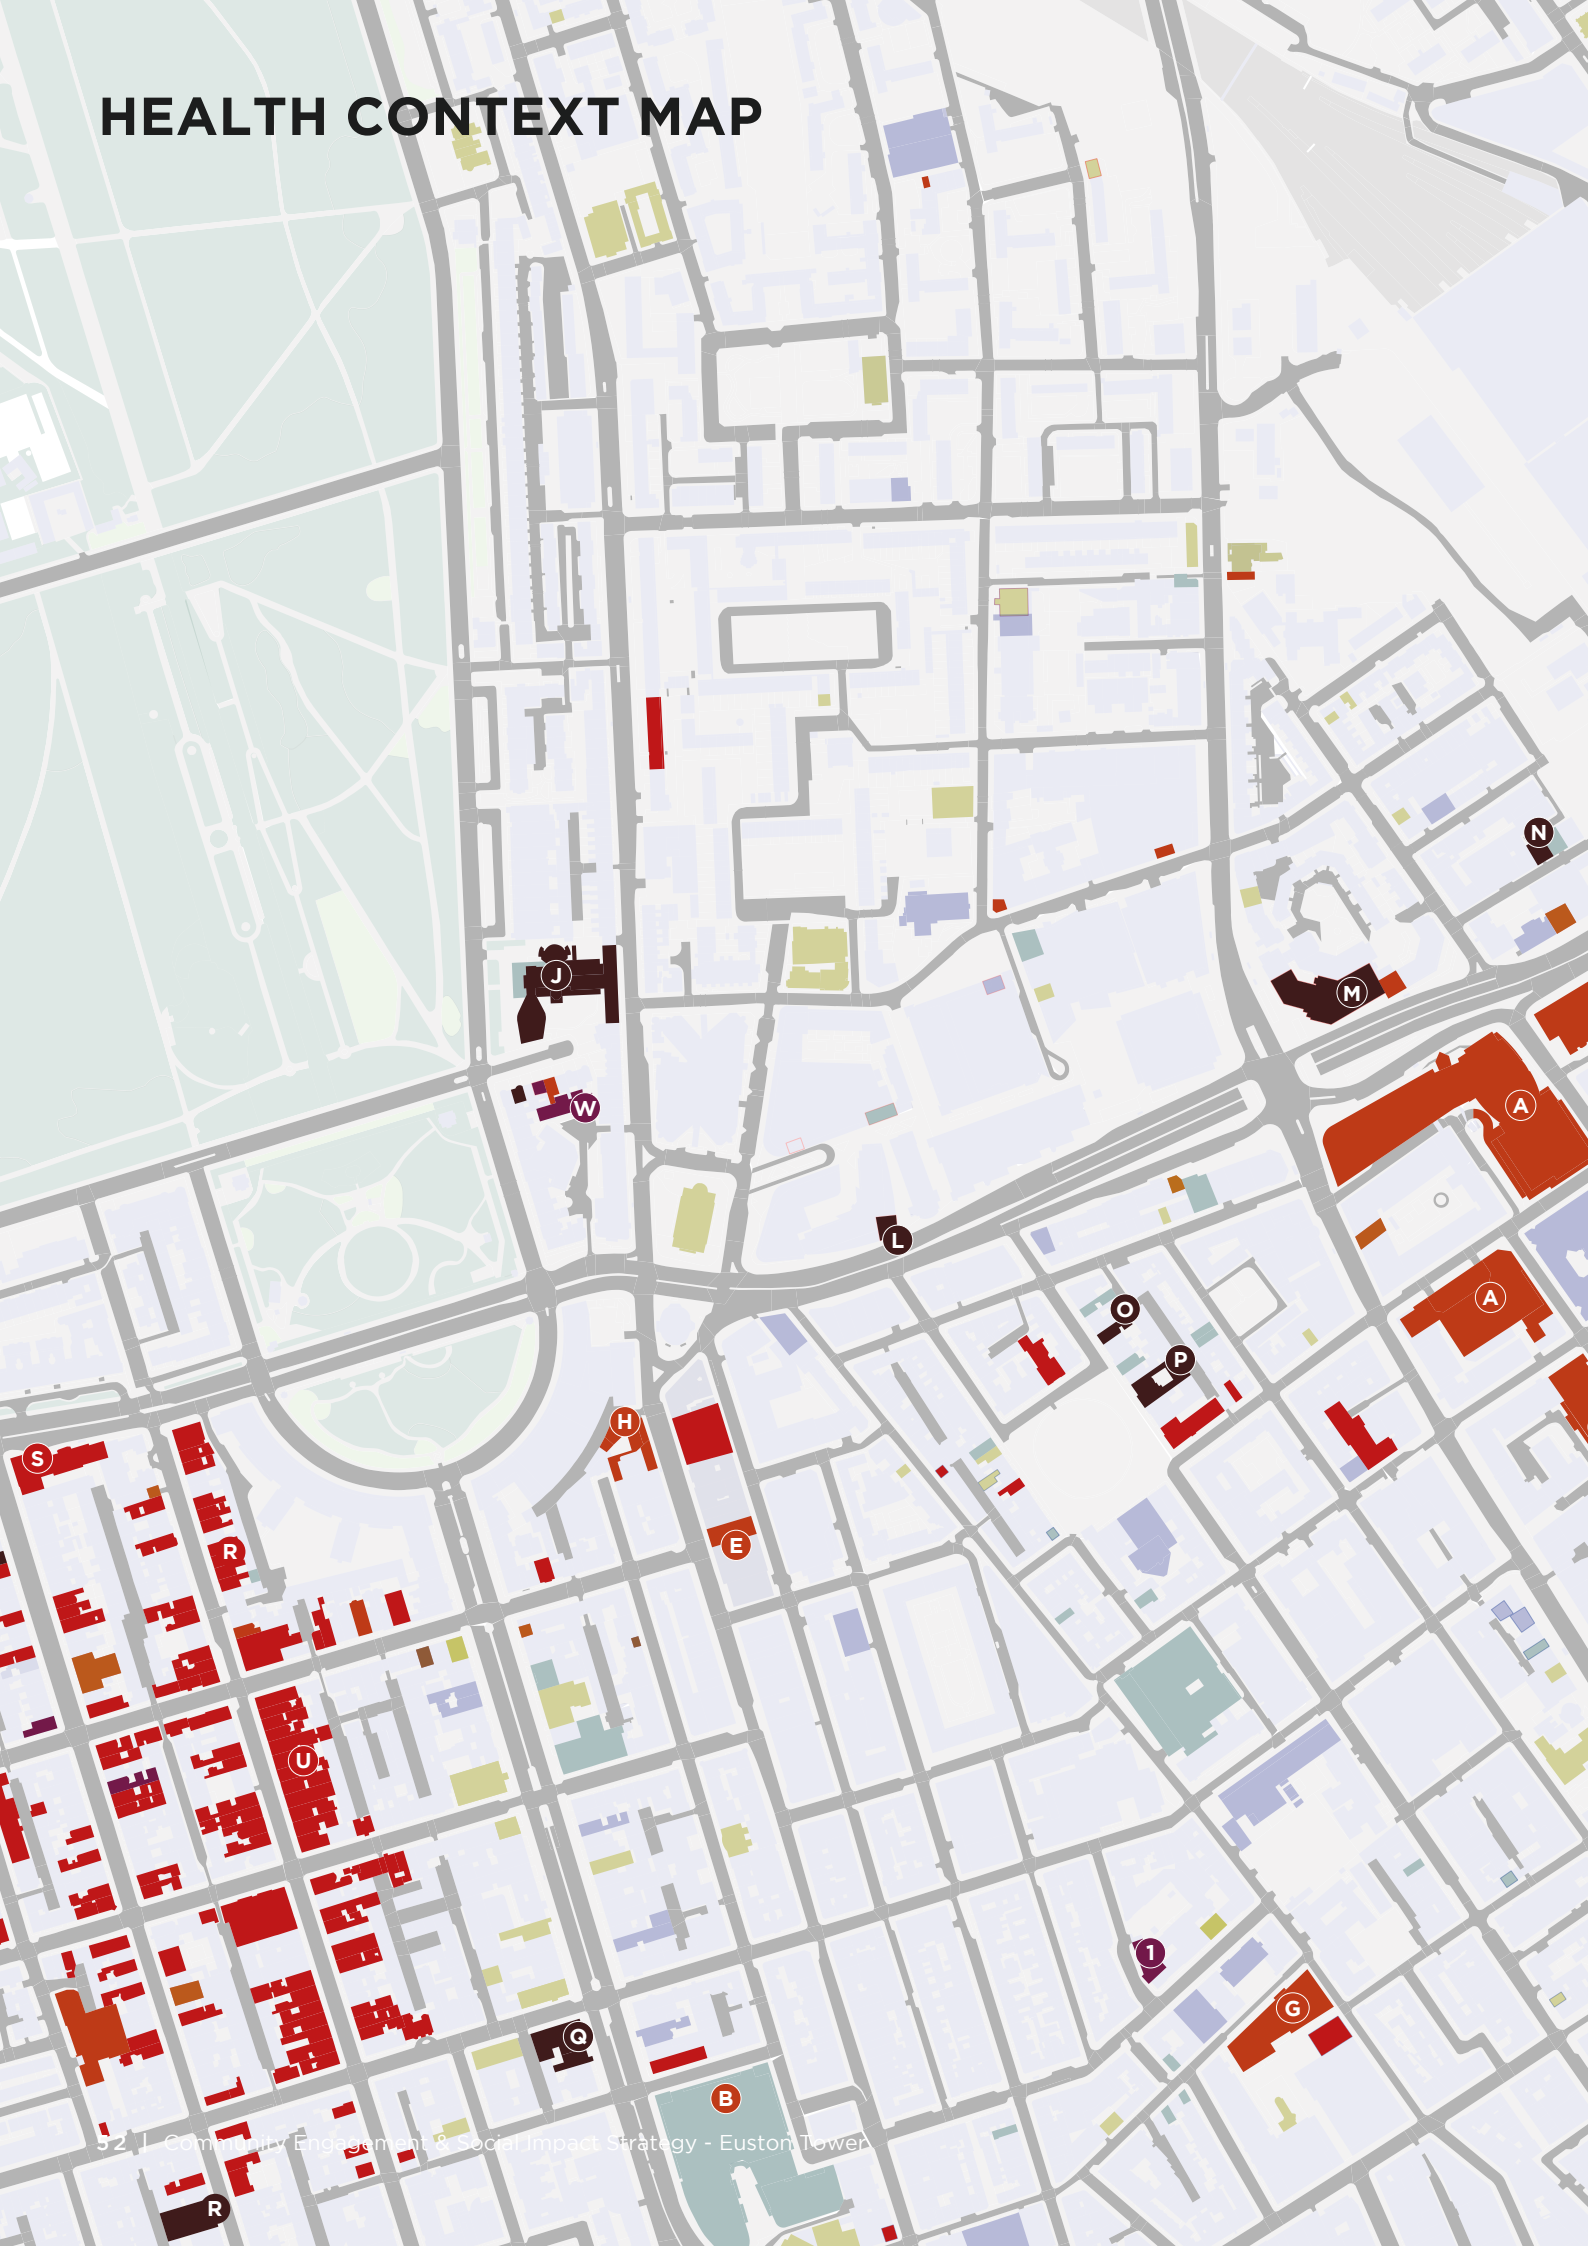 HEALTH CONTEXT MAP
N
J
M
W
A
L
O
A
P
H
S
E
R
U
1
G
Q
B
52 | Community Engagement & Social Impact Strategy - Euston Tower
R